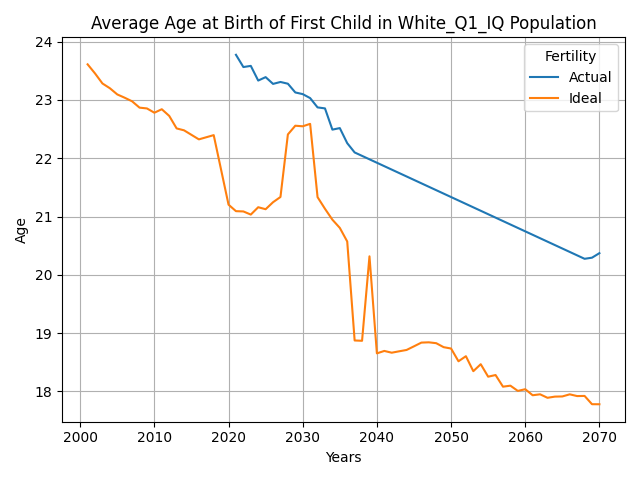 Average Age at Birth of First Child in White_Q1_IQ Population
Fertility
Actual
Ideal
Age
24
23
22
21
20
19
18
2000 2010 2020 2030 2040 2050 2060 2070
Years